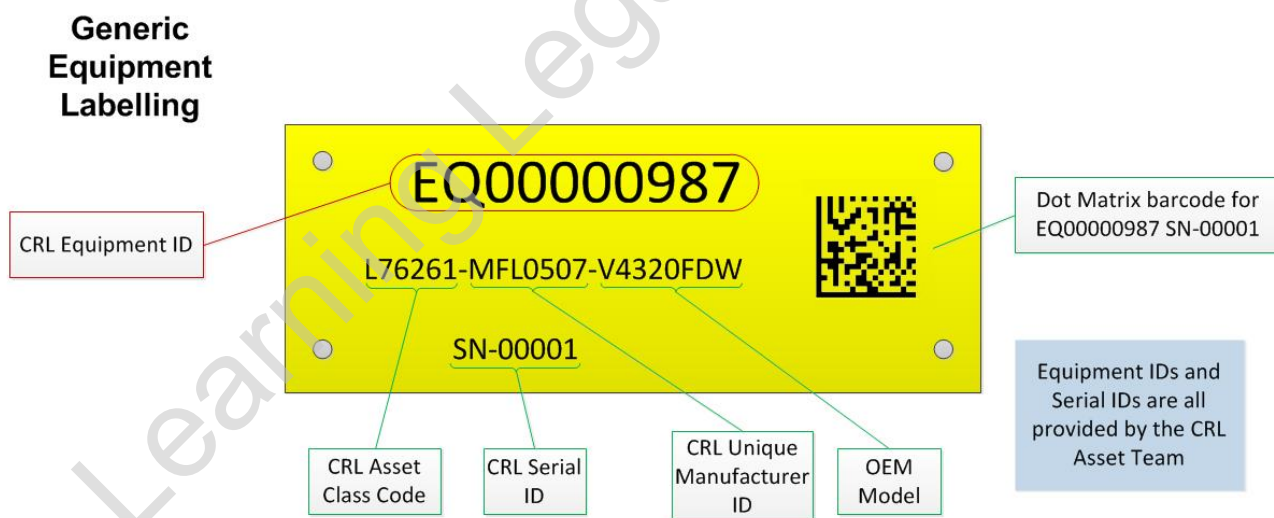 Generic
Equipment
Labelling
EQ00000987
CRL Equipment ID
Dot Matrix barcode for
EQ00000987 SN-00001
L76261-MFL0507-V4320FDW
SN-00001
Equipment IDs and
Serial IDs are all
provided by the CRL
Asset Team
CRL Asset
Class Code
CRL Serial
ID
CRL Unique
Manufacturer
ID
OEM
Model
Learning Leg